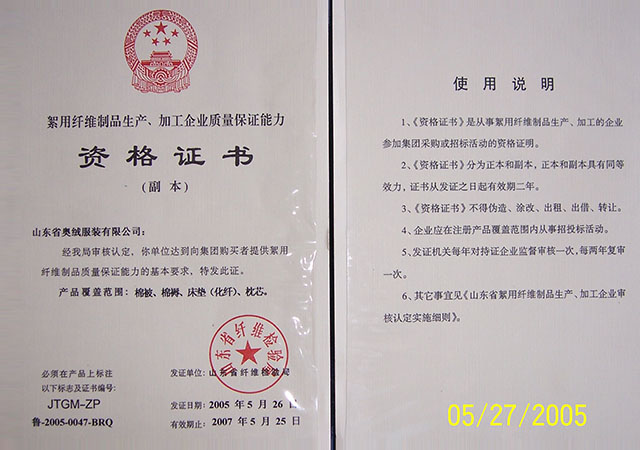 絮用纤维制品生产、加工企业质量保证能力
资格证书
(副本)
山东省奥绒服装有限公司:
经我局审核认定,你单位达到向集团购买者提供絮用
纤维制品质量保证能力的基本要求,特发此证。
产品覆盖范围:棉被、棉褥、床垫(化纤)、枕芯。
山东省纤维检验局
必须在产品上标注
以下标志及证书编号:
JTGM-ZP
鲁-2005-0047-BRQ
发证单位:山东省纤维检验局
发证日期:2005 年 5 月 26 日
有效期止:2007 年 5 月 25 日
使用说明
1、《资格证书》是从事絮用纤维制品生产、加工的企业
参加集团采购或招标活动的资格证明。
2、《资格证书》分为正本和副本,正本和副本具有同等
效力,证书从发证之日起有效期二年。
3、《资格证书》不得伪造、涂改、出租、出借、转让。
4、企业应在注册产品覆盖范围内从事招投标活动。
5、发证机关每年对持证企业监督审核一次,每两年复审
一次。
6、其它事宜见《山东省絮用纤维制品生产、加工企业审
核认定实施细则》。
05/27/2005